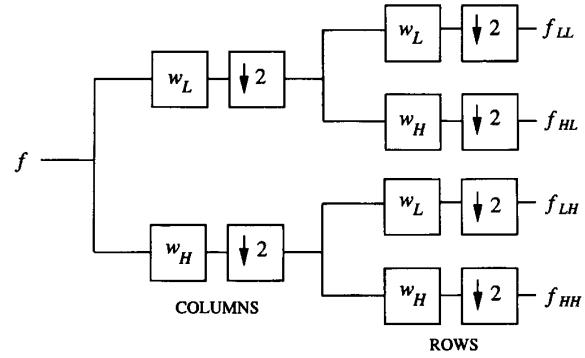 w_L ↓ 2 f_LL
w_L ↓ 2
w_H ↓ 2 f_HL
f
w_L ↓ 2 f_LH
w_H ↓ 2
w_H ↓ 2 f_HH
COLUMNS
ROWS